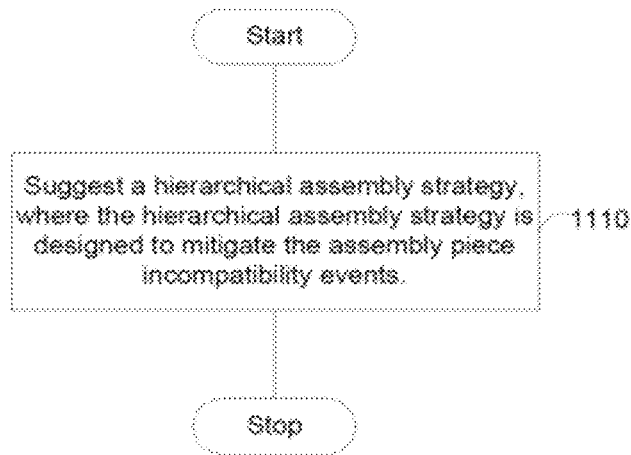 Start
Suggest a hierarchical assembly strategy,
where the hierarchical assembly strategy is
designed to mitigate the assembly piece
incompatibility events.
1110
Stop